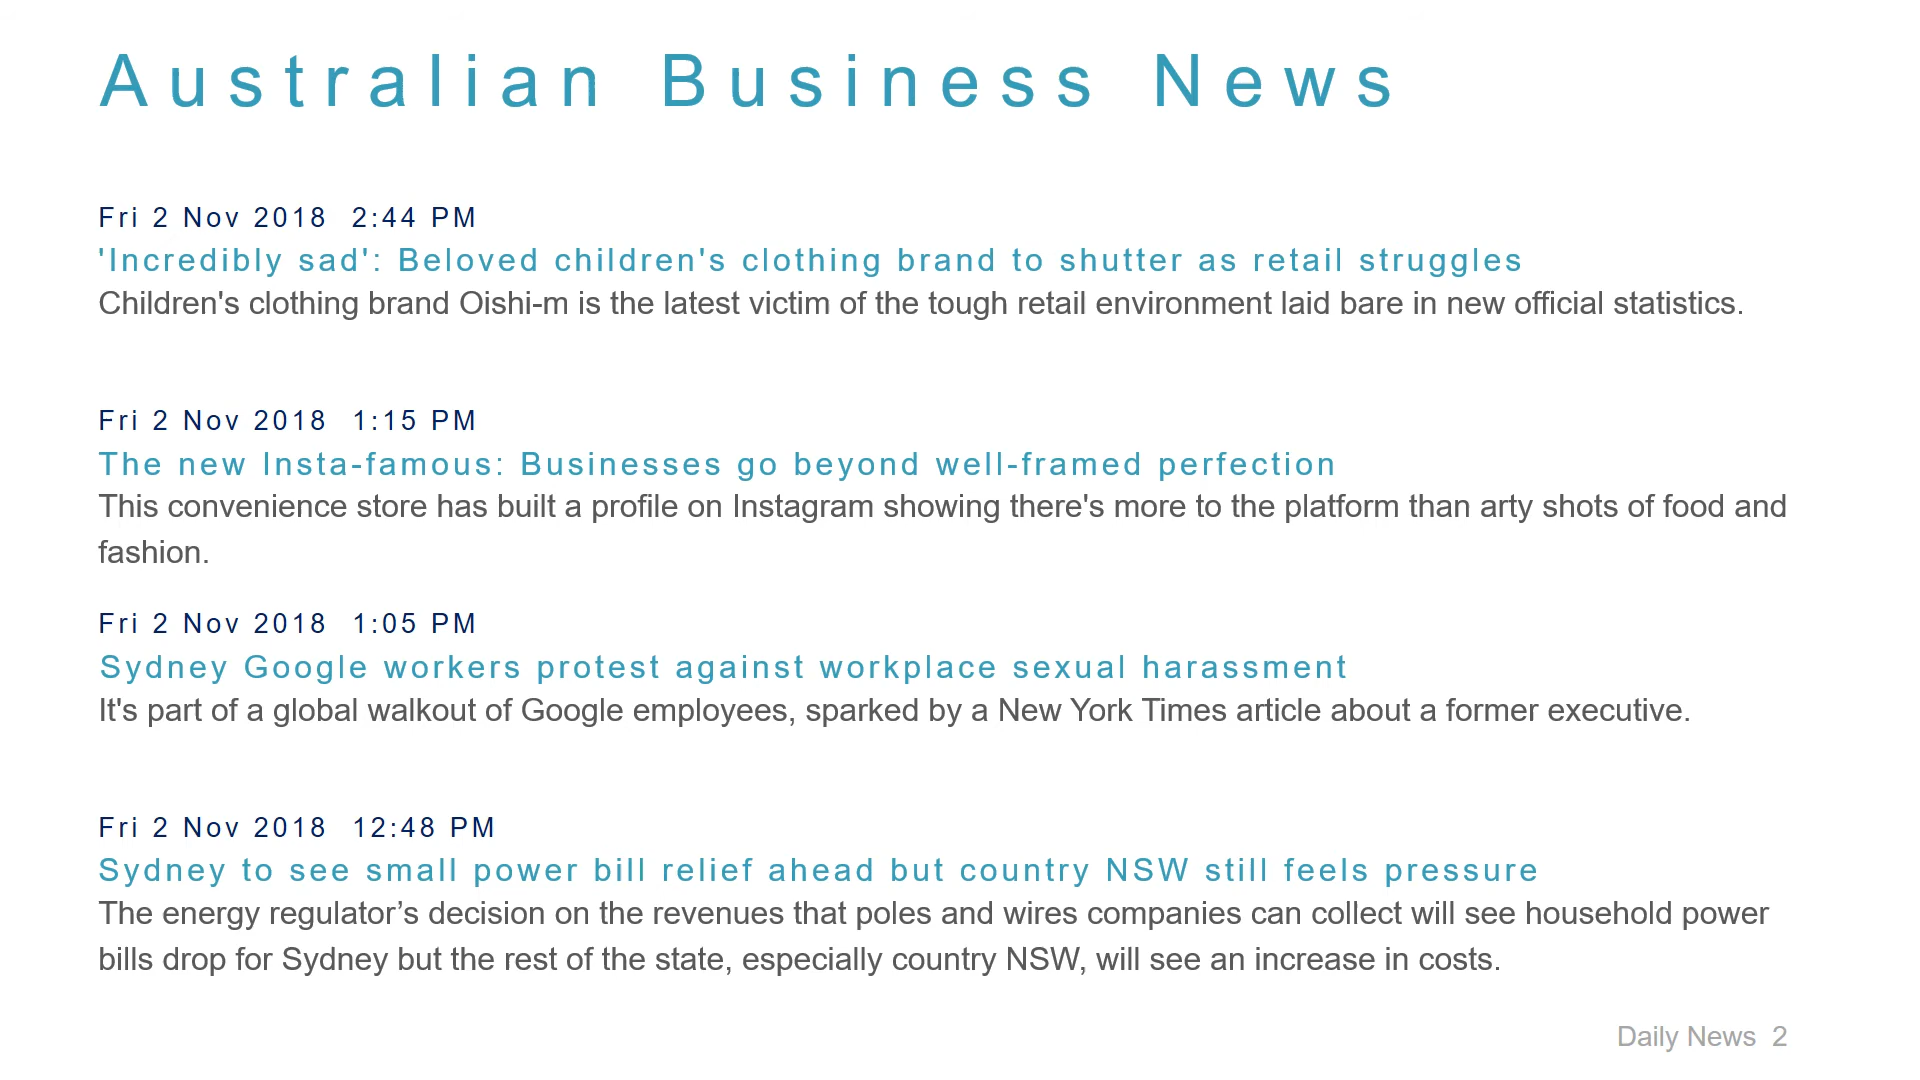 Australian Business News
Fri 2 Nov 2018 2:44 PM
'Incredibly sad': Beloved children's clothing brand to shutter as retail struggles
Children's clothing brand Oishi-m is the latest victim of the tough retail environment laid bare in new official statistics.
Fri 2 Nov 2018 1:15 PM
The new Insta-famous: Businesses go beyond well-framed perfection
This convenience store has built a profile on Instagram showing there's more to the platform than arty shots of food and
fashion.
Fri 2 Nov 2018 1:05 PM
Sydney Google workers protest against workplace sexual harassment
It's part of a global walkout of Google employees, sparked by a New York Times article about a former executive.
Fri 2 Nov 2018 12:48 PM
Sydney to see small power bill relief ahead but country NSW still feels pressure
The energy regulator’s decision on the revenues that poles and wires companies can collect will see household power
bills drop for Sydney but the rest of the state, especially country NSW, will see an increase in costs.
Daily News 2